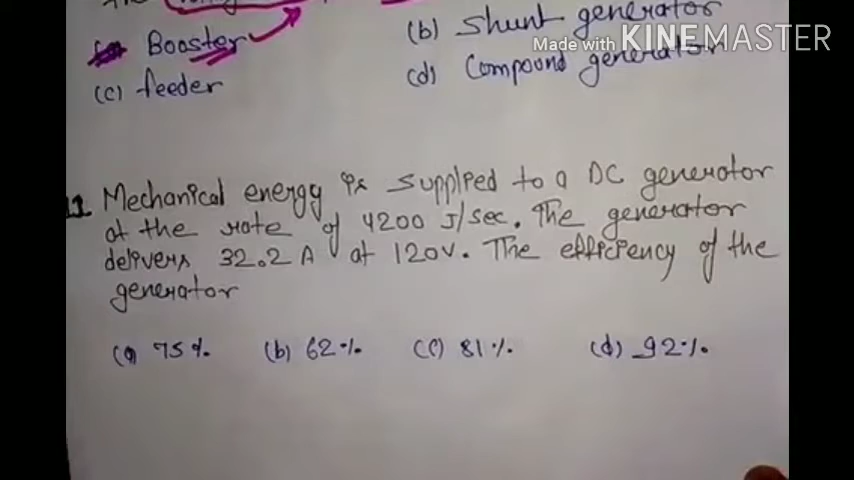 the
Booster
(b) Shunt generator
Made with KINEMASTER
(c) feeder
(d) Compound generator
11 Mechanical energy is supplied to a DC generator
at the rate of 4200 J/sec. The generator
delivers 32.2 A at 120V. The efficiency of the
generator
(a) 75% (b) 62% (c) 81% (d) 92%